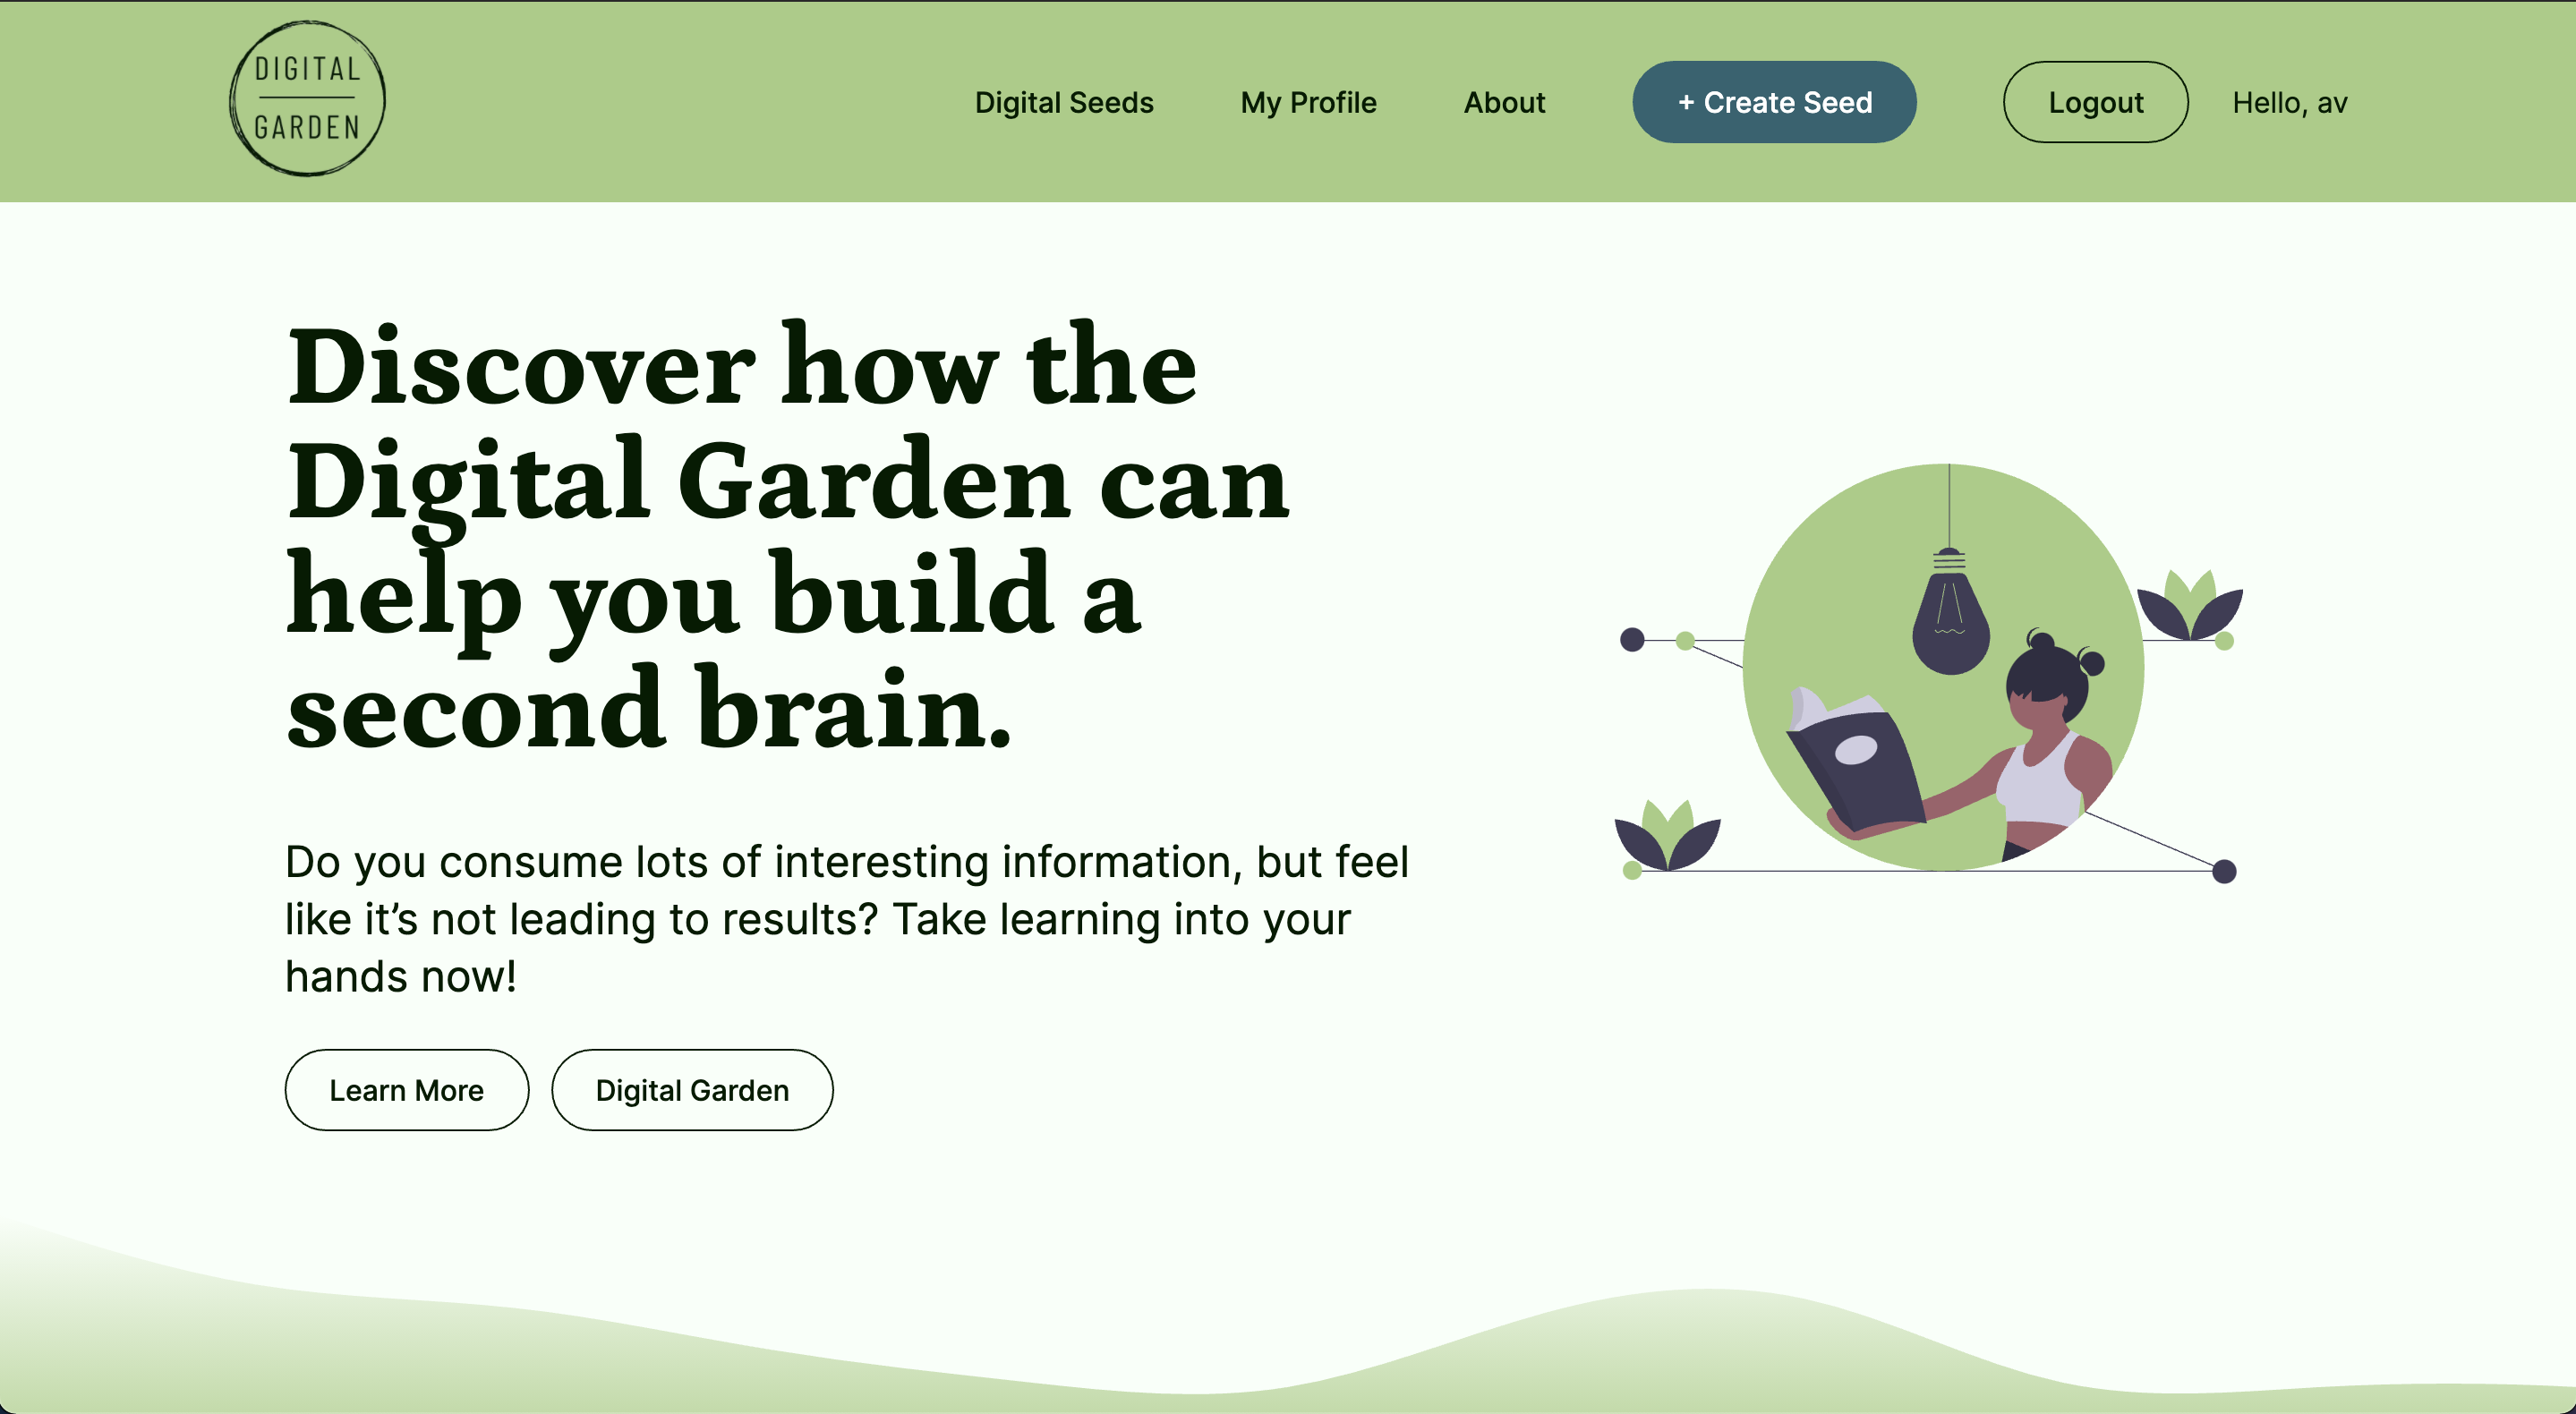 DIGITAL
GARDEN
Digital Seeds
My Profile
About
+ Create Seed
Logout
Hello, av
Discover how the
Digital Garden can
help you build a
second brain.
Do you consume lots of interesting information, but feel
like it’s not leading to results? Take learning into your
hands now!
Learn More
Digital Garden